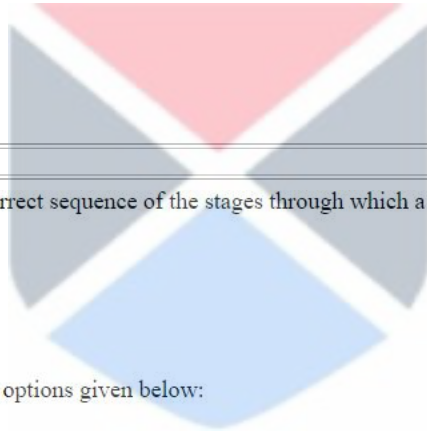 rrect sequence of the stages through which a
options given below: